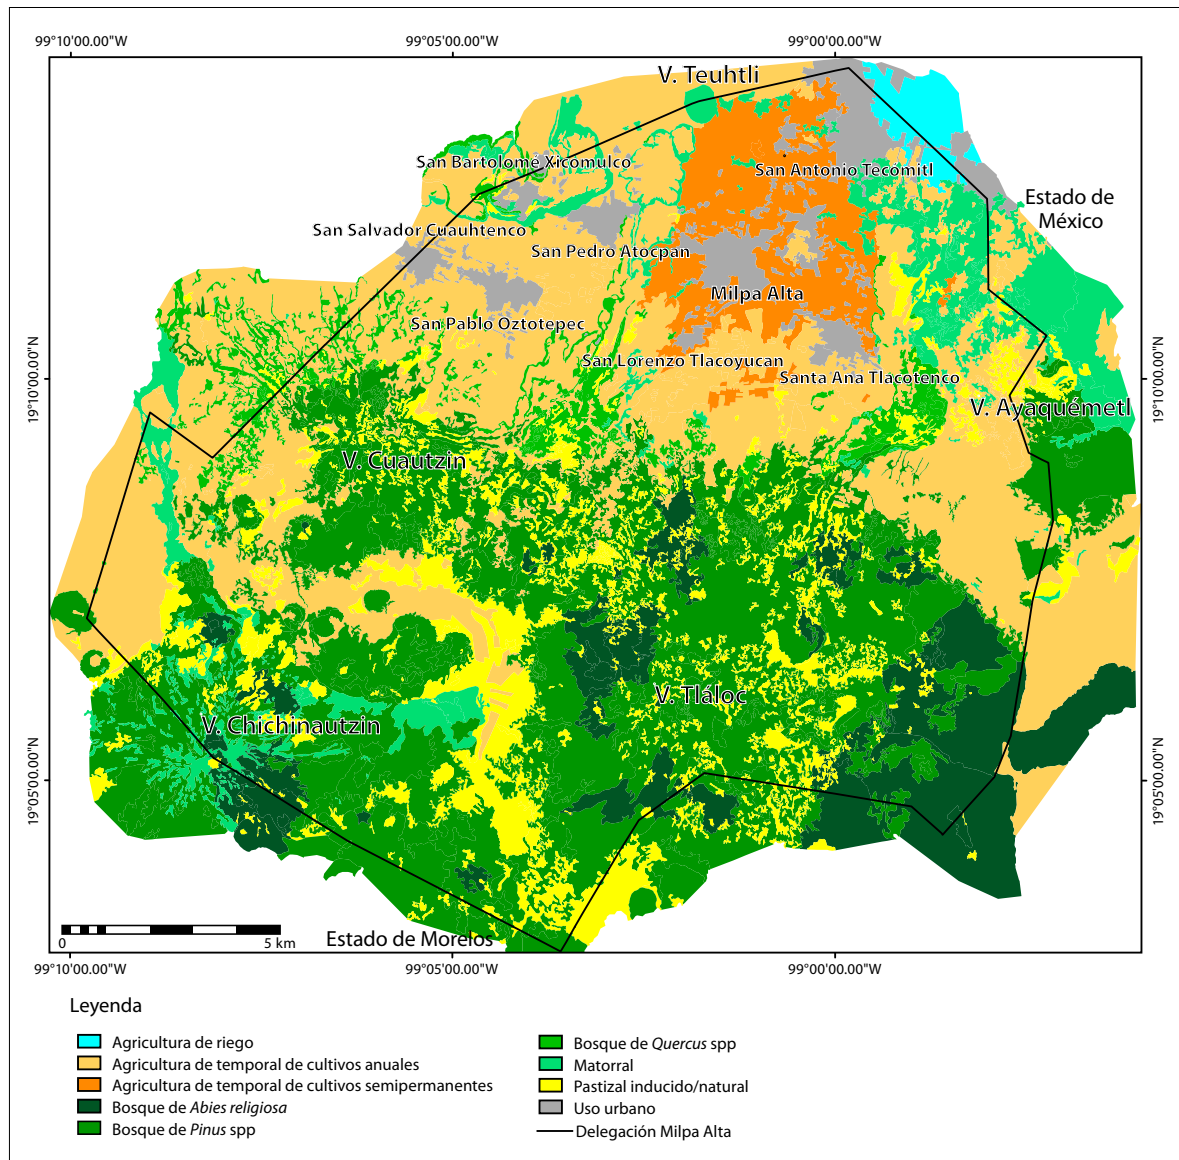 99°10'00.00"W
99°05'00.00"W
99°00'00.00"W
V. Teuhtli
San Bartolomé Xicomulco
San Antonio Tecomitl
Estado de
México
San Salvador Cuauhtenco
San Pedro Atocpan
Milpa Alta
San Pablo Oztotepec
San Lorenzo Tlacoyucan
Santa Ana Tlacotenco
19°10'00.00"N
19°10'00.00"N
V. Ayaquémetl
V. Cuautzin
V. Tláloc
V. Chichinautzin
19°05'00.00"N
19°05'00.00"N
0
5 km
Estado de Morelos
99°10'00.00"W
99°05'00.00"W
99°00'00.00"W
Leyenda
Agricultura de riego
Agricultura de temporal de cultivos anuales
Agricultura de temporal de cultivos semipermanentes
Bosque de Abies religiosa
Bosque de Pinus spp
Bosque de Quercus spp
Matorral
Pastizal inducido/natural
Uso urbano
Delegación Milpa Alta